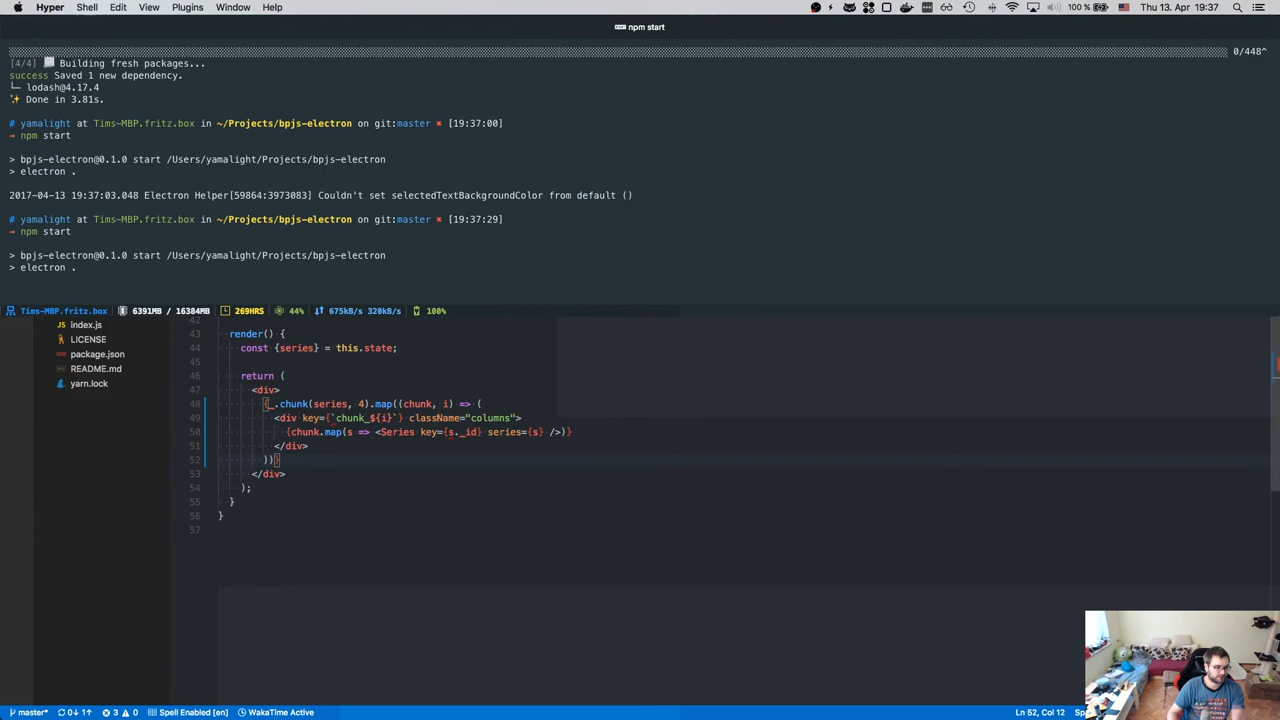 Hyper Shell Edit View Plugins Window Help
100 % Thu 13. Apr 19:37
npm start
0/448^
[4/4] Building fresh packages...
success Saved 1 new dependency.
└─ lodash@4.17.4
✨ Done in 3.81s.
# yamalight at Tims-MBP.fritz.box in ~/Projects/bpjs-electron on git:master ✖ [19:37:00]
→ npm start
> bpjs-electron@0.1.0 start /Users/yamalight/Projects/bpjs-electron
> electron .
2017-04-13 19:37:03.048 Electron Helper[59864:3973083] Couldn't set selectedTextBackgroundColor from default ()
# yamalight at Tims-MBP.fritz.box in ~/Projects/bpjs-electron on git:master ✖ [19:37:29]
→ npm start
> bpjs-electron@0.1.0 start /Users/yamalight/Projects/bpjs-electron
> electron .
Tims-MBP.fritz.box 6391MB / 16384MB 269HRS 44% 675kB/s 320kB/s 100%
index.js
LICENSE
package.json
README.md
yarn.lock
42
43 render() {
44 const {series} = this.state;
45
46 return (
47 <div>
48 {_.chunk(series, 4).map((chunk, i) => (
49 <div key={`chunk_${i}`} className="columns">
50 {chunk.map(s => <Series key={s._id} series={s} />)}
51 </div>
52 ))}
53 </div>
54 );
55 }
56 }
57
master* 0↓ 1↑ 3 0 Spell Enabled [en] WakaTime Active
Ln 52, Col 12